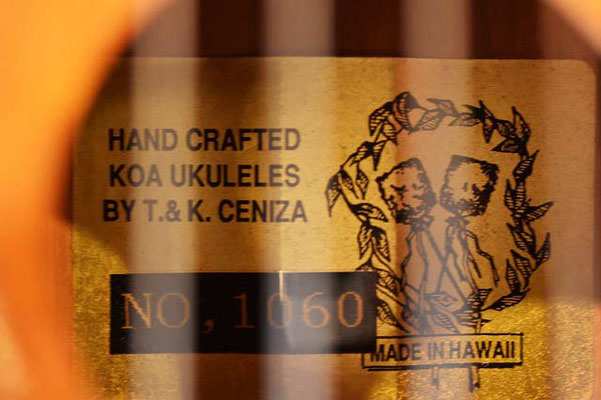 HAND CRAFTED
KOA UKULELES
BY T.& K. CENIZA
NO,1060
MADE IN HAWAII